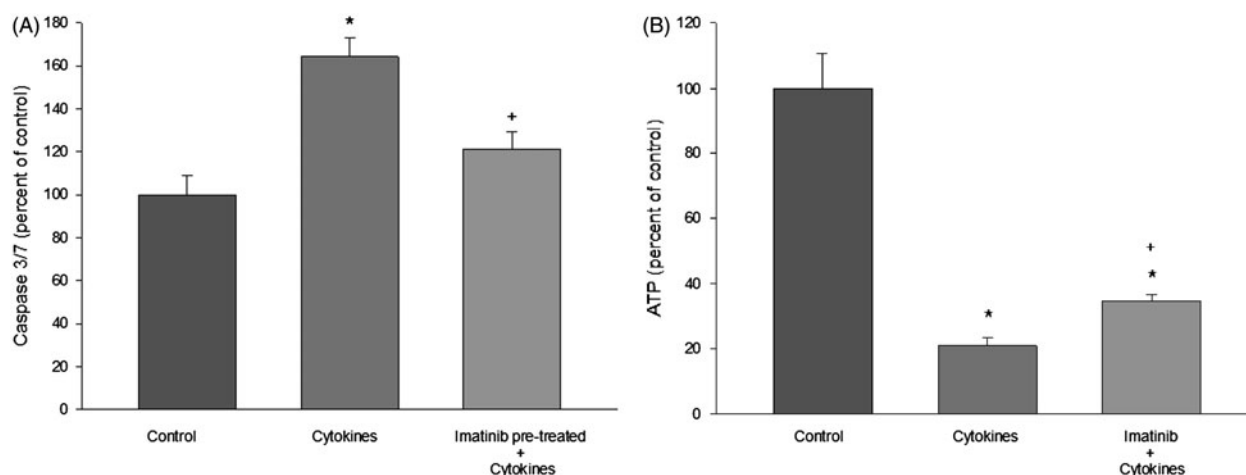 (A)
Caspase 3/7 (percent of control)
180
160
140
120
100
80
60
40
20
0
*
+
Control
Cytokines
Imatinib pre-treated
+
Cytokines
(B)
ATP (percent of control)
120
100
80
60
40
20
0
*
+
*
Control
Cytokines
Imatinib
+
Cytokines